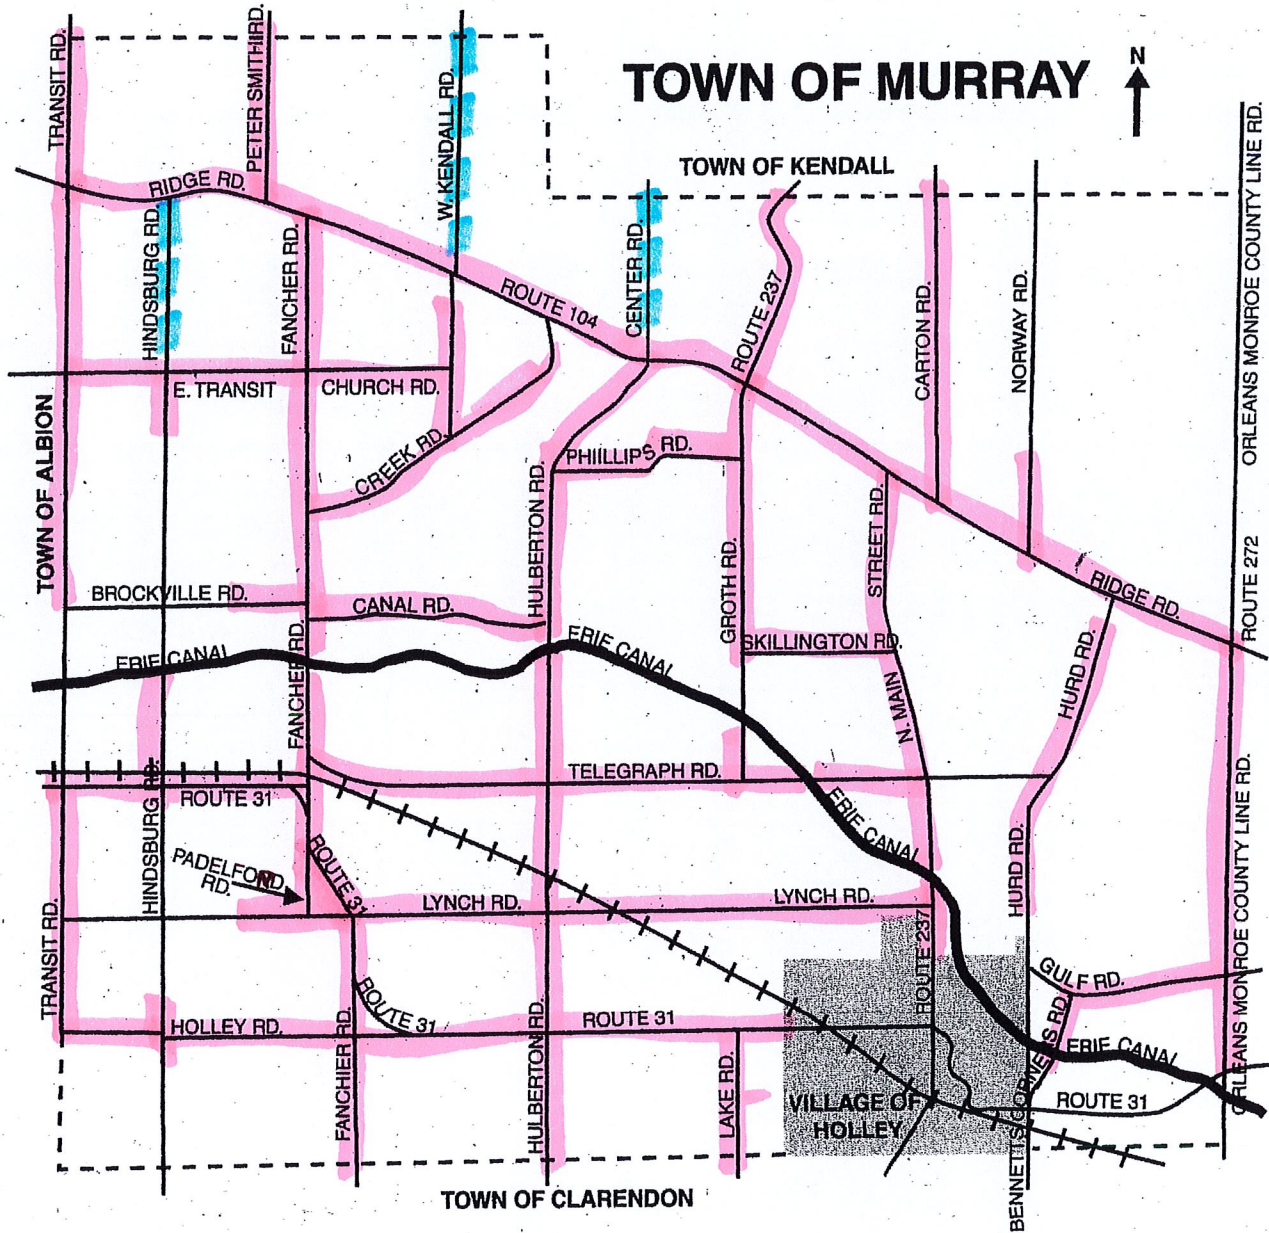 TOWN OF MURRAY
N
TRANSIT RD.
PETER SMITH RD.
W. KENDALL RD.
ORLEANS MONROE COUNTY LINE RD.
TOWN OF KENDALL
RIDGE RD.
HINDSBURG RD.
FANCHER RD.
ROUTE 104
CENTER RD.
ROUTE 237
CARTON RD.
NORWAY RD.
E. TRANSIT
CHURCH RD.
TOWN OF ALBION
CREEK RD.
PHIILLIPS RD.
HULBERTON RD.
GROTH RD.
STREET RD.
ROUTE 272
RIDGE RD.
BROCKVILLE RD.
CANAL RD.
SKILLINGTON RD.
ERIE CANAL
ERIE CANAL
FANCHER RD.
N. MAIN
HURD RD.
TELEGRAPH RD.
HINDSBURG RD.
ROUTE 31
ERIE CANAL
PADELFORD
RD.
ROUTE 31
LYNCH RD.
LYNCH RD.
HURD RD.
ORLEANS MONROE COUNTY LINE RD.
TRANSIT RD.
ROUTE 237
GULF RD.
HOLLEY RD.
ROUTE 31
ROUTE 31
FANCHIER RD.
HULBERTON RD.
LAKE RD.
BENNETTS CORNERS RD.
ERIE CANAL
ROUTE 31
VILLAGE OF
HOLLEY
TOWN OF CLARENDON